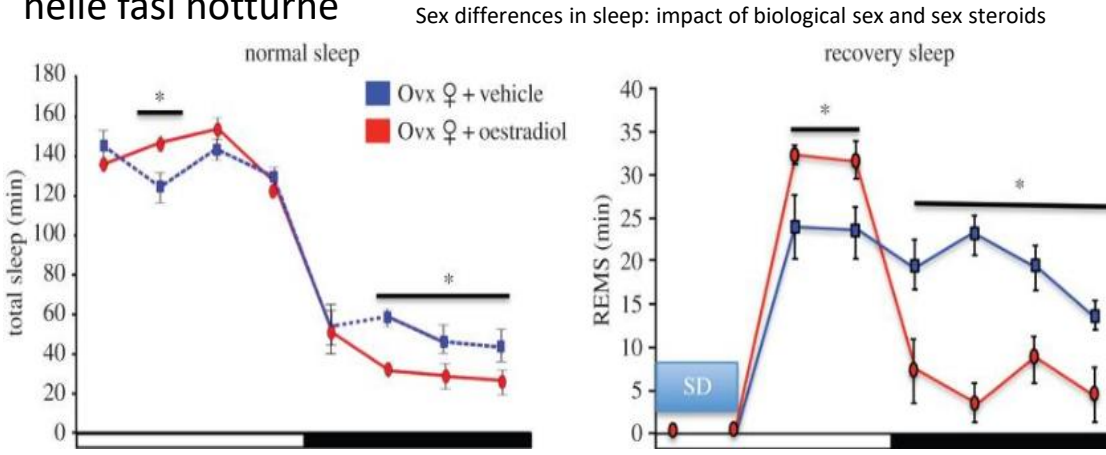 nelle fasi notturne
Sex differences in sleep: impact of biological sex and sex steroids
normal sleep
180
160
140
120
100
80
60
40
20
0
total sleep (min)
*
*
Ovx ♀ + vehicle
Ovx ♀ + oestradiol
recovery sleep
40
35
30
25
20
15
10
5
0
REMS (min)
*
*
SD